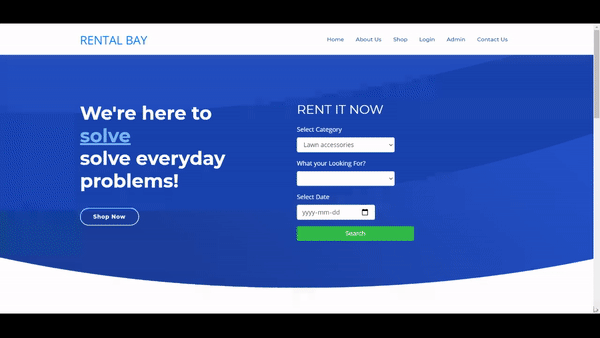 RENTAL BAY
Home About Us Shop Login Admin Contact Us
We're here to
solve
solve everyday
problems!
Shop Now
RENT IT NOW
Select Category
Lawn accessories
What your Looking For?
Select Date
yyyy-mm-dd
Search